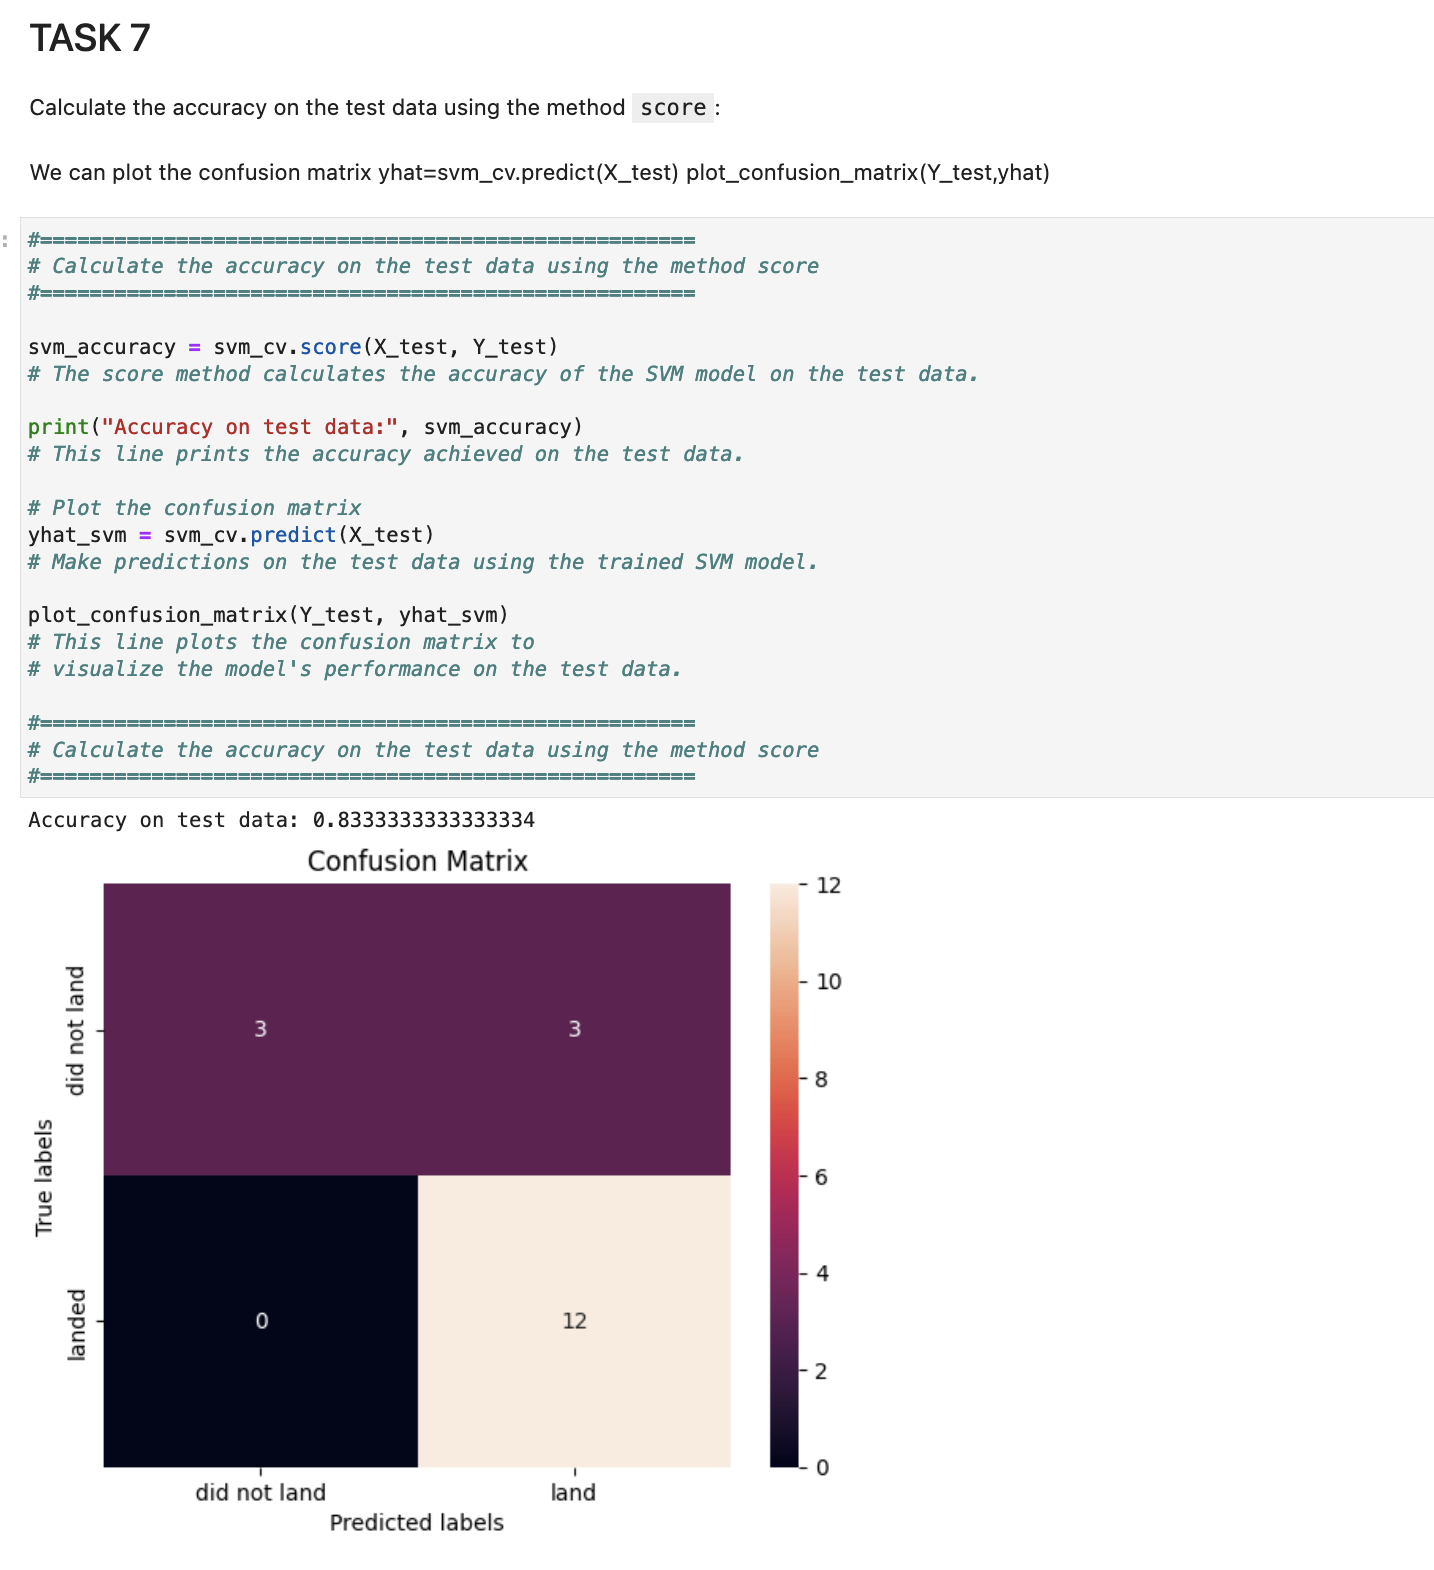 TASK 7
Calculate the accuracy on the test data using the method score :
We can plot the confusion matrix yhat=svm_cv.predict(X_test) plot_confusion_matrix(Y_test,yhat)
:
#=====================================================
# Calculate the accuracy on the test data using the method score
#=====================================================
svm_accuracy = svm_cv.score(X_test, Y_test)
# The score method calculates the accuracy of the SVM model on the test data.
print("Accuracy on test data:", svm_accuracy)
# This line prints the accuracy achieved on the test data.
# Plot the confusion matrix
yhat_svm = svm_cv.predict(X_test)
# Make predictions on the test data using the trained SVM model.
plot_confusion_matrix(Y_test, yhat_svm)
# This line plots the confusion matrix to
# visualize the model's performance on the test data.
#=====================================================
# Calculate the accuracy on the test data using the method score
#=====================================================
Accuracy on test data: 0.8333333333333334
Confusion Matrix
True labels
did not land
landed
3
3
0
12
did not land
land
Predicted labels
12
10
8
6
4
2
0